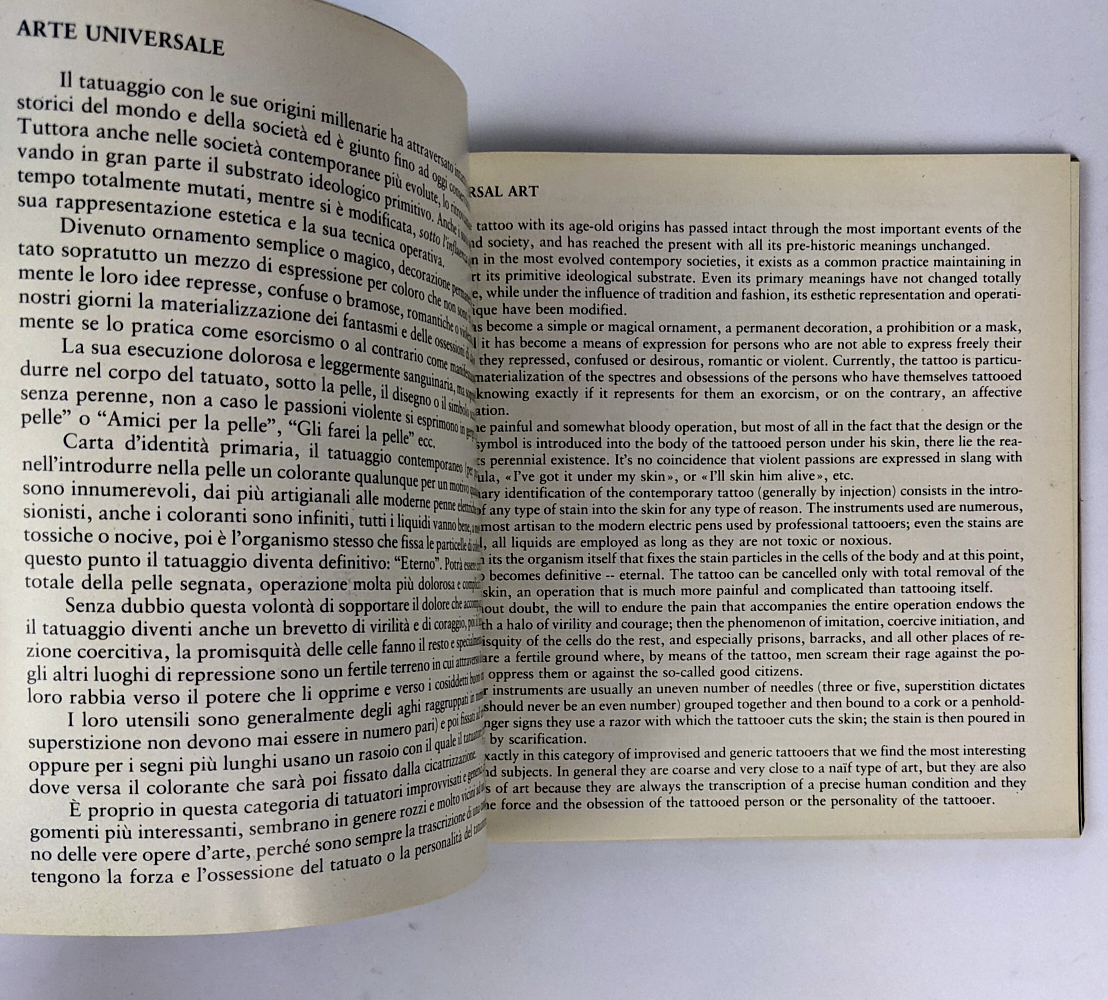 ARTE UNIVERSALE
Il tatuaggio con le sue origini millenarie ha attraversato
storici del mondo e della società ed è giunto fino ad oggi
Tuttora anche nelle società contemporanee più evolute, lo
vando in gran parte il substrato ideologico primitivo. Anche i
tempo totalmente mutati, mentre si è modificata, sotto
sua rappresentazione estetica e la sua tecnica operativa.
Divenuto ornamento semplice o magico, decorazione
tato sopratutto un mezzo di espressione per coloro che non sono
mente le loro idee represse, confuse o bramose, romantiche o
nostri giorni la materializzazione dei fantasmi e delle ossessioni
mente se lo pratica come esorcismo o al contrario come
La sua esecuzione dolorosa e leggermente sanguinaria, ma
durre nel corpo del tatuato, sotto la pelle, il disegno o il simbolo
senza perenne, non a caso le passioni violente si esprimono in
pelle” o “Amici per la pelle”, “Gli farei la pelle” ecc.
Carta d’identità primaria, il tatuaggio contemporaneo
nell’introdurre nella pelle un colorante qualunque per un motivo
sono innumerevoli, dai più artigianali alle moderne penne
sionisti, anche i coloranti sono infiniti, tutti i liquidi vanno bene,
tossiche o nocive, poi è l’organismo stesso che fissa le particelle
questo punto il tatuaggio diventa definitivo: “Eterno”. Potrà
totale della pelle segnata, operazione molta più dolorosa e
Senza dubbio questa volontà di sopportare il dolore che
il tatuaggio diventi anche un brevetto di virilità e di coraggio,
zione coercitiva, la promisquità delle celle fanno il resto e
gli altri luoghi di repressione sono un fertile terreno in cui
loro rabbia verso il potere che li opprime e verso i cosiddetti
I loro utensili sono generalmente degli aghi raggruppati in
superstizione non devono mai essere in numero pari) e poi
oppure per i segni più lunghi usano un rasoio con il quale il
dove versa il colorante che sarà poi fissato dalla cicatrizzazione.
È proprio in questa categoria di tatuatori improvvisati e
gomenti più interessanti, sembrano in genere rozzi e molto vicini
no delle vere opere d’arte, perché sono sempre la trascrizione di
tengono la forza e l’ossessione del tatuato o la personalità del
RSAL ART
tattoo with its age-old origins has passed intact through the most important events of the
nd society, and has reached the present with all its pre-historic meanings unchanged.
n in the most evolved contempory societies, it exists as a common practice maintaining in
rt its primitive ideological substrate. Even its primary meanings have not changed totally
e, while under the influence of tradition and fashion, its esthetic representation and operati-
ique have been modified.
as become a simple or magical ornament, a permanent decoration, a prohibition or a mask,
it has become a means of expression for persons who are not able to express freely their
they repressed, confused or desirous, romantic or violent. Currently, the tattoo is particu-
materialization of the spectres and obsessions of the persons who have themselves tattooed
knowing exactly if it represents for them an exorcism, or on the contrary, an affective
ation.
he painful and somewhat bloody operation, but most of all in the fact that the design or the
symbol is introduced into the body of the tattooed person under his skin, there lie the rea-
ts perennial existence. It’s no coincidence that violent passions are expressed in slang with
ula, «I’ve got it under my skin», or «I’ll skin him alive», etc.
ary identification of the contemporary tattoo (generally by injection) consists in the intro-
of any type of stain into the skin for any type of reason. The instruments used are numerous,
most artisan to the modern electric pens used by professional tattooers; even the stains are
, all liquids are employed as long as they are not toxic or noxious.
its the organism itself that fixes the stain particles in the cells of the body and at this point,
becomes definitive -- eternal. The tattoo can be cancelled only with total removal of the
skin, an operation that is much more painful and complicated than tattooing itself.
out doubt, the will to endure the pain that accompanies the entire operation endows the
th a halo of virility and courage; then the phenomenon of imitation, coercive initiation, and
isquity of the cells do the rest, and especially prisons, barracks, and all other places of re-
are a fertile ground where, by means of the tattoo, men scream their rage against the po-
oppress them or against the so-called good citizens.
r instruments are usually an uneven number of needles (three or five, superstition dictates
should never be an even number) grouped together and then bound to a cork or a penhold-
nger signs they use a razor with which the tattooer cuts the skin; the stain is then poured in
by scarification.
xactly in this category of improvised and generic tattooers that we find the most interesting
nd subjects. In general they are coarse and very close to a naïf type of art, but they are also
s of art because they are always the transcription of a precise human condition and they
he force and the obsession of the tattooed person or the personality of the tattooer.